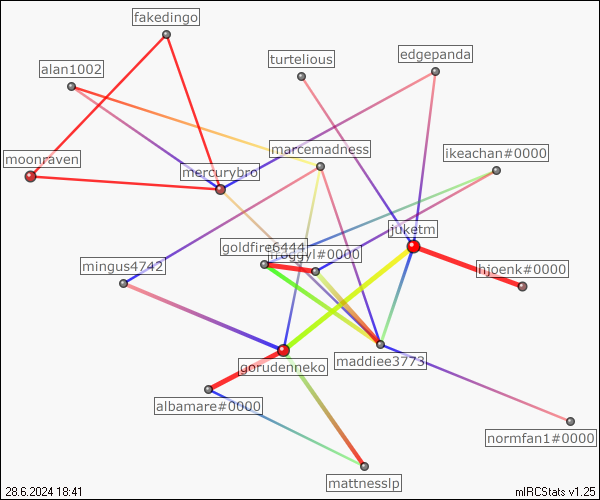 fakedingo
turtelious
edgepanda
alan1002
marcemadness
ikeachan#0000
moonraven
mercurybro
juketm
goldfire6444
froggyl#0000
mingus4742
hjoenk#0000
maddiee3773
gorudenneko
albamare#0000
normfan1#0000
mattnesslp
28.6.2024 18:41
mIRCStats v1.25